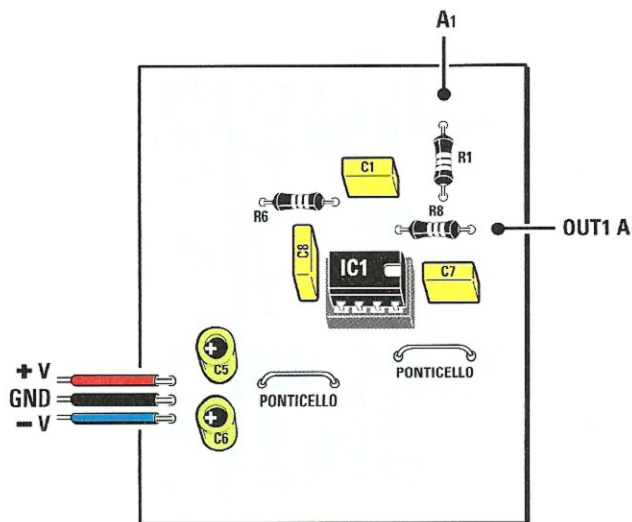 A1
R1
C1
R6
R8
OUT1 A
C8
IC1
C7
+ V
C5
PONTICELLO
GND
PONTICELLO
− V
C6